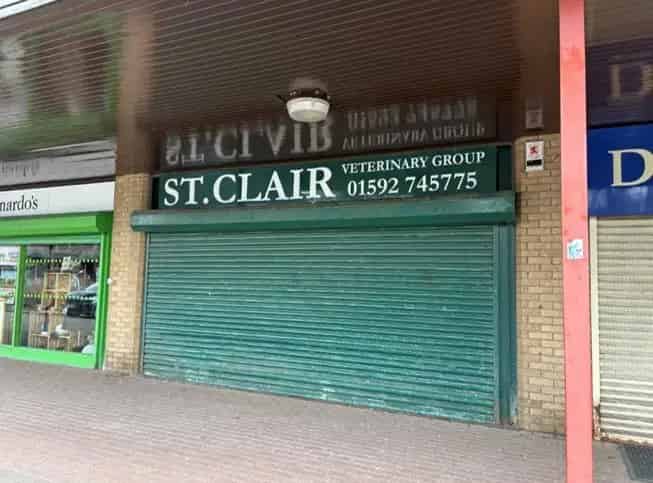 nardo's
ST. CLAIR
VETERINARY GROUP
01592 745775
D